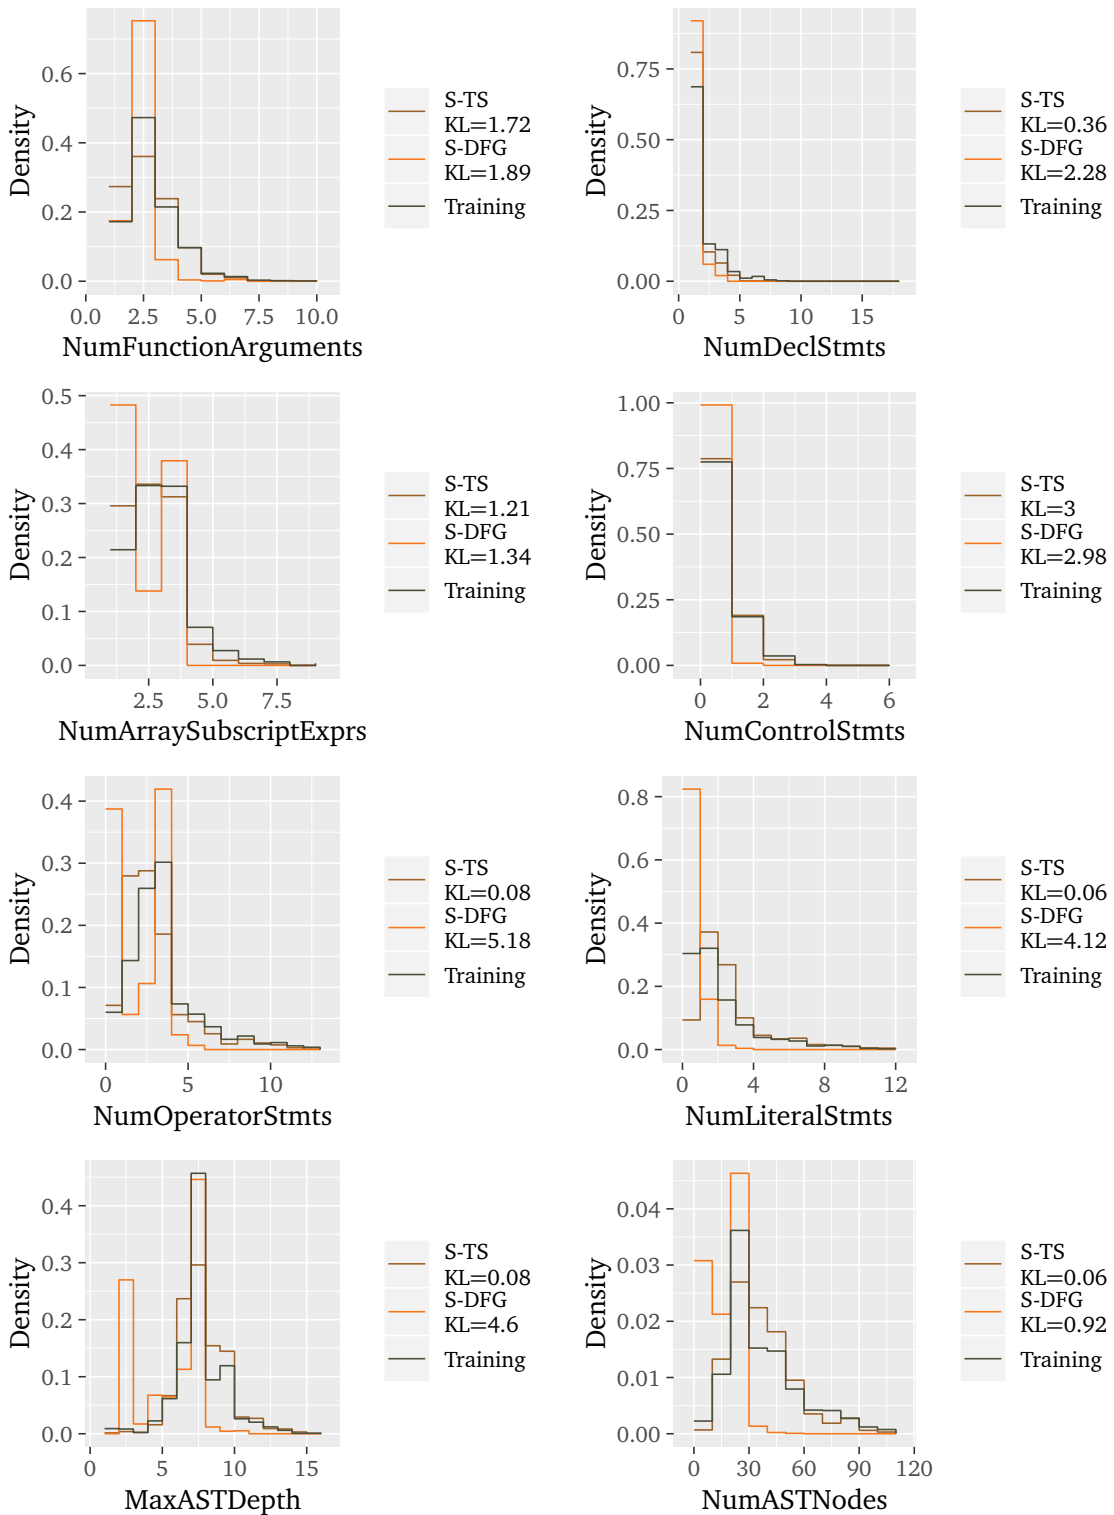 Density
0.6
0.4
0.2
0.0
0.0 2.5 5.0 7.5 10.0
NumFunctionArguments
S-TS
KL=1.72
S-DFG
KL=1.89
Training
Density
0.75
0.50
0.25
0.00
0 5 10 15
NumDeclStmts
S-TS
KL=0.36
S-DFG
KL=2.28
Training
Density
0.5
0.4
0.3
0.2
0.1
0.0
2.5 5.0 7.5
NumArraySubscriptExprs
S-TS
KL=1.21
S-DFG
KL=1.34
Training
Density
1.00
0.75
0.50
0.25
0.00
0 2 4 6
NumControlStmts
S-TS
KL=3
S-DFG
KL=2.98
Training
Density
0.4
0.3
0.2
0.1
0.0
0 5 10
NumOperatorStmts
S-TS
KL=0.08
S-DFG
KL=5.18
Training
Density
0.8
0.6
0.4
0.2
0.0
0 4 8 12
NumLiteralStmts
S-TS
KL=0.06
S-DFG
KL=4.12
Training
Density
0.4
0.3
0.2
0.1
0.0
0 5 10 15
MaxASTDepth
S-TS
KL=0.08
S-DFG
KL=4.6
Training
Density
0.04
0.03
0.02
0.01
0.00
0 30 60 90 120
NumASTNodes
S-TS
KL=0.06
S-DFG
KL=0.92
Training